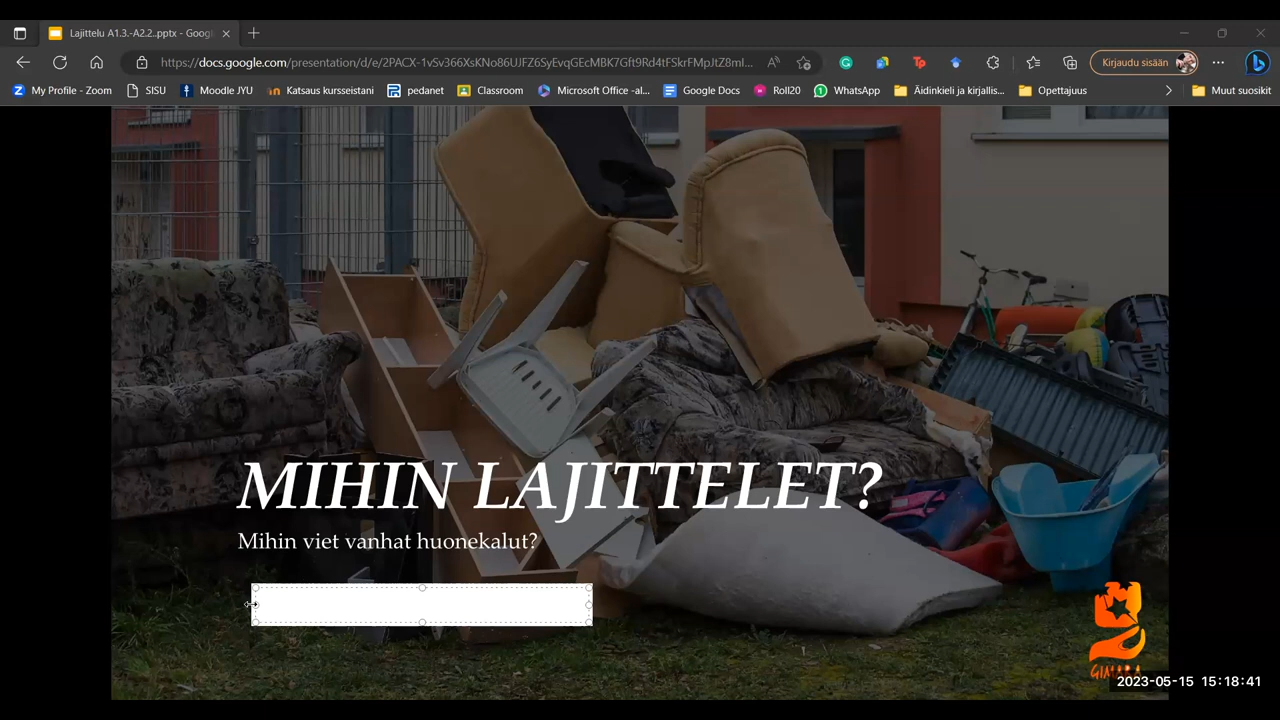 Lajittelu A1.3.-A2.2..pptx - Goog
https://docs.google.com/presentation/d/e/2PACX-1vSv366XsKNo86UJFZ6SyEvqGEcMBK7Gft9Rd4tFSkrFMpJtZ8ml...
Kirjaudu sisään
My Profile - Zoom
SISU
Moodle JYU
Katsaus kursseistani
pedanet
Classroom
Microsoft Office -al...
Google Docs
Roll20
WhatsApp
Äidinkieli ja kirjallis...
Opettajuus
Muut suosikit
MIHIN LAJITTELET?
Mihin viet vanhat huonekalut?
2023-05-15 15:18:41